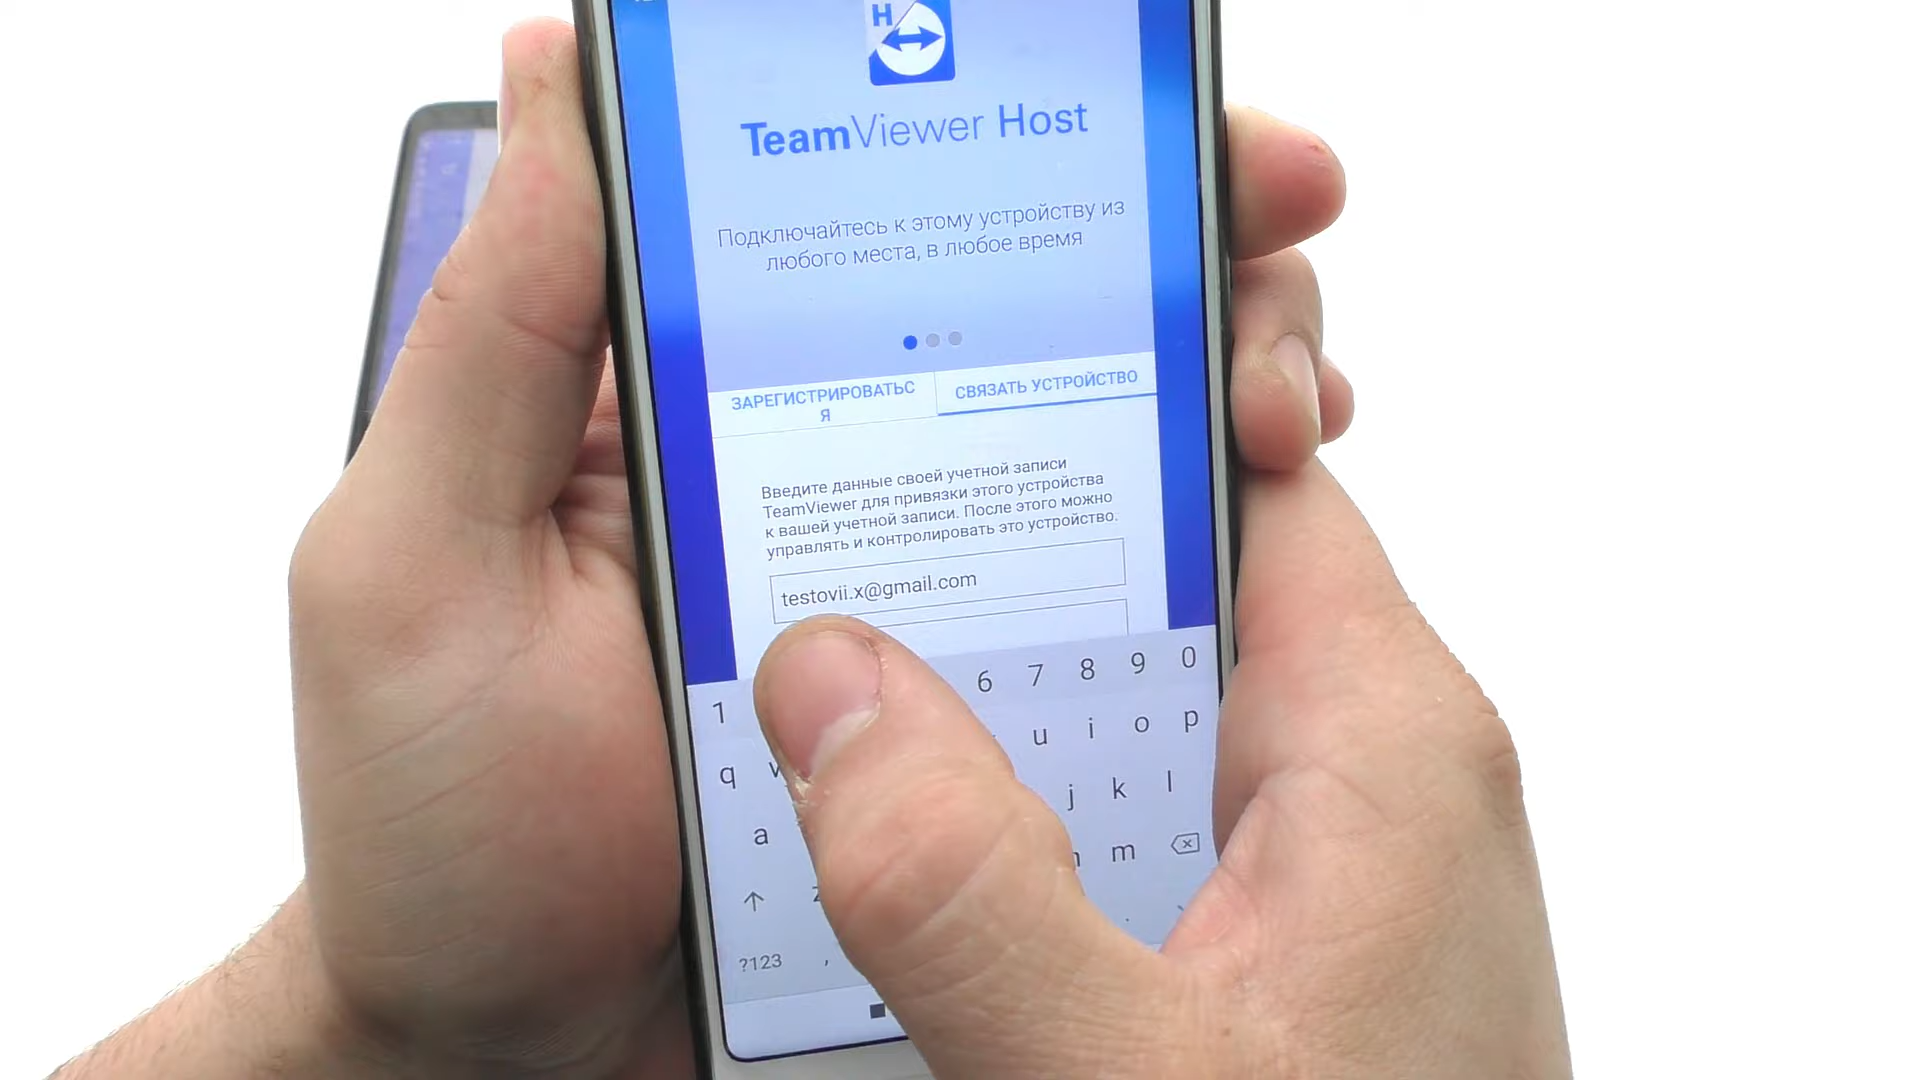 H
TeamViewer Host
Подключайтесь к этому устройству из
любого места, в любое время
ЗАРЕГИСТРИРОВАТЬС
Я
СВЯЗАТЬ УСТРОЙСТВО
Введите данные своей учетной записи
TeamViewer для привязки этого устройства
к вашей учетной записи. После этого можно
управлять и контролировать это устройство.
testovii.x@gmail.com
1 6 7 8 9 0
q w u i o p
a j k l
z m
?123 , .